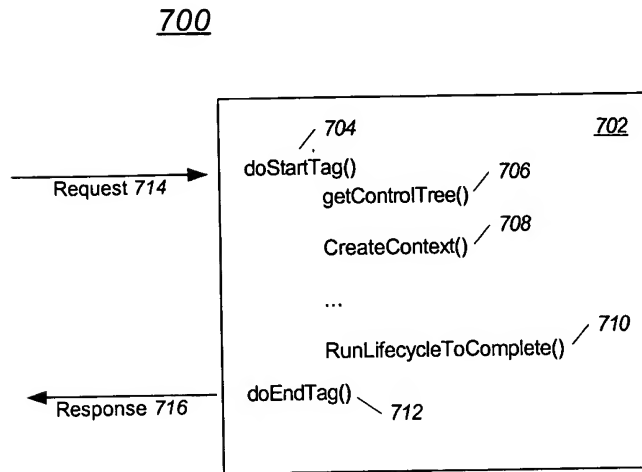 700
704
702
doStartTag()
Request 714
706
getControlTree()
708
CreateContext()
...
710
RunLifecycleToComplete()
Response 716
doEndTag()
712